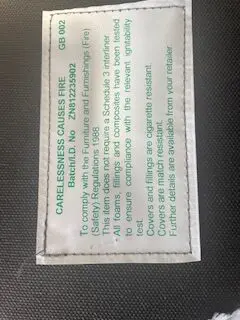 CARELESSNESS CAUSES FIRE GB 002
Batch/I.D. No ZN812235902
To comply with the Furniture and Furnishings (Fire)
(Safety) Regulations 1988.
This item does not require a Schedule 3 interliner
All foams, fillings and composites have been tested
to ensure compliance with the relevant ignitability
test.
Covers and fillings are cigarette resistant.
Covers are match resistant.
Further details are available from your retailer